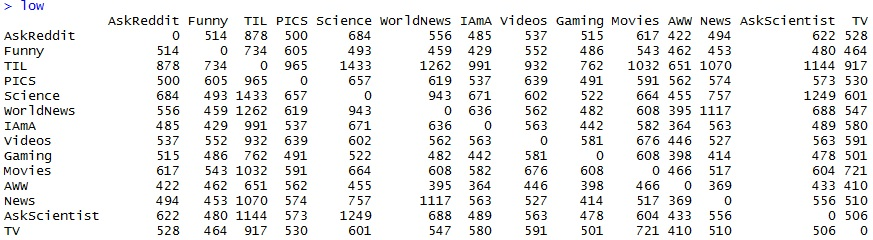 > low
AskReddit Funny TIL PICS Science WorldNews IAmA Videos Gaming Movies AWW News AskScientist TV
AskReddit 0 514 878 500 684 556 485 537 515 617 422 494 622 528
Funny 514 0 734 605 493 459 429 552 486 543 462 453 480 464
TIL 878 734 0 965 1433 1262 991 932 762 1032 651 1070 1144 917
PICS 500 605 965 0 657 619 537 639 491 591 562 574 573 530
Science 684 493 1433 657 0 943 671 602 522 664 455 757 1249 601
WorldNews 556 459 1262 619 943 0 636 562 482 608 395 1117 688 547
IAmA 485 429 991 537 671 636 0 563 442 582 364 563 489 580
Videos 537 552 932 639 602 562 563 0 581 676 446 527 563 591
Gaming 515 486 762 491 522 482 442 581 0 608 398 414 478 501
Movies 617 543 1032 591 664 608 582 676 608 0 466 517 604 721
AWW 422 462 651 562 455 395 364 446 398 466 0 369 433 410
News 494 453 1070 574 757 1117 563 527 414 517 369 0 556 510
AskScientist 622 480 1144 573 1249 688 489 563 478 604 433 556 0 506
TV 528 464 917 530 601 547 580 591 501 721 410 510 506 0